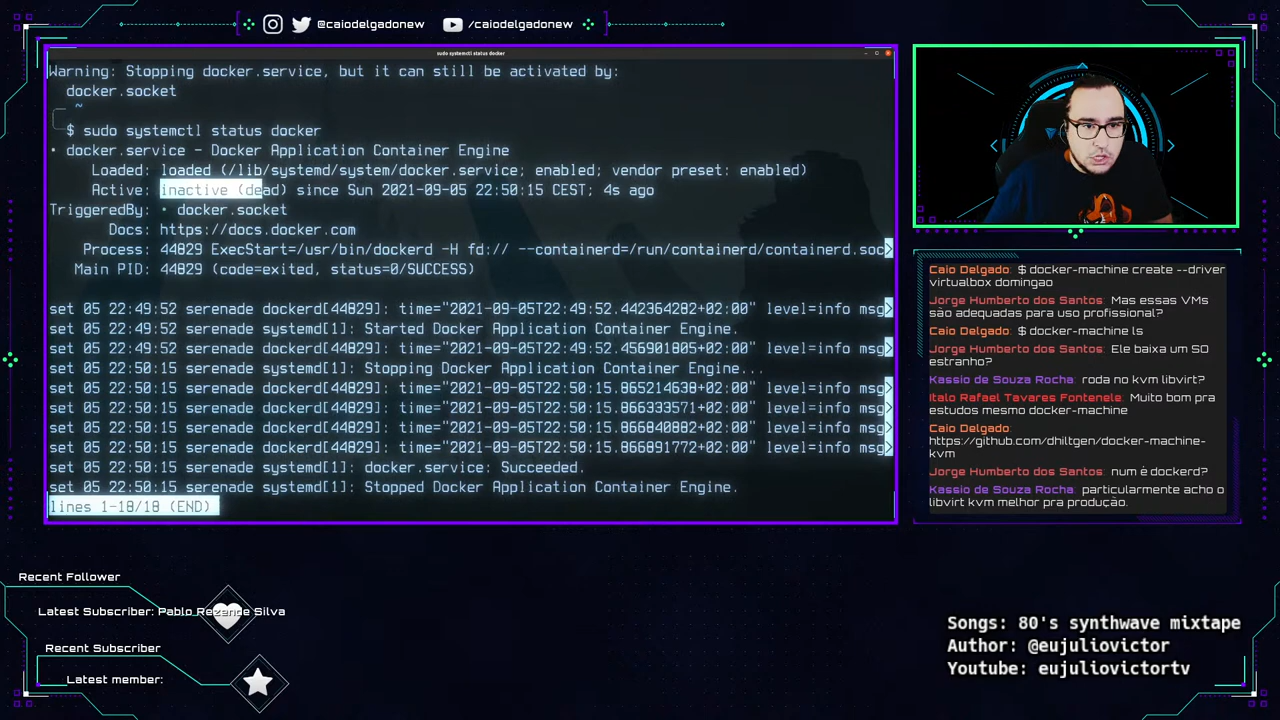 @caiodelgadonew
/caiodelgadonew
sudo systemctl status docker
Warning: Stopping docker.service, but it can still be activated by:
docker.socket
~
$ sudo systemctl status docker
• docker.service - Docker Application Container Engine
Loaded: loaded (/lib/systemd/system/docker.service; enabled; vendor preset: enabled)
Active: inactive (dead) since Sun 2021-09-05 22:50:15 CEST; 4s ago
TriggeredBy: • docker.socket
Docs: https://docs.docker.com
Process: 44829 ExecStart=/usr/bin/dockerd -H fd:// --containerd=/run/containerd/containerd.soc>
Main PID: 44829 (code=exited, status=0/SUCCESS)
set 05 22:49:52 serenade dockerd[44829]: time="2021-09-05T22:49:52.442364282+02:00" level=info msg>
set 05 22:49:52 serenade systemd[1]: Started Docker Application Container Engine.
set 05 22:49:52 serenade dockerd[44829]: time="2021-09-05T22:49:52.456901805+02:00" level=info msg>
set 05 22:50:15 serenade systemd[1]: Stopping Docker Application Container Engine...
set 05 22:50:15 serenade dockerd[44829]: time="2021-09-05T22:50:15.865214638+02:00" level=info msg>
set 05 22:50:15 serenade dockerd[44829]: time="2021-09-05T22:50:15.866333571+02:00" level=info msg>
set 05 22:50:15 serenade dockerd[44829]: time="2021-09-05T22:50:15.866840882+02:00" level=info msg>
set 05 22:50:15 serenade dockerd[44829]: time="2021-09-05T22:50:15.866891772+02:00" level=info msg>
set 05 22:50:15 serenade systemd[1]: docker.service: Succeeded.
set 05 22:50:15 serenade systemd[1]: Stopped Docker Application Container Engine.
lines 1-18/18 (END)
Caio Delgado: $ docker-machine create --driver
virtualbox domingao
Jorge Humberto dos Santos: Mas essas VMs
são adequadas para uso profissional?
Caio Delgado: $ docker-machine ls
Jorge Humberto dos Santos: Ele baixa um SO
estranho?
Kassio de Souza Rocha: roda no kvm libvirt?
Italo Rafael Tavares Fontenele: Muito bom pra
estudos mesmo docker-machine
Caio Delgado:
https://github.com/dhiltgen/docker-machine-
kvm
Jorge Humberto dos Santos: num é dockerd?
Kassio de Souza Rocha: particularmente acho o
libvirt kvm melhor pra produção.
Recent Follower
Latest Subscriber: Pablo Rezende Silva
Recent Subscriber
Latest member:
Songs: 80's synthwave mixtape
Author: @eujuliovictor
Youtube: eujuliovictortv